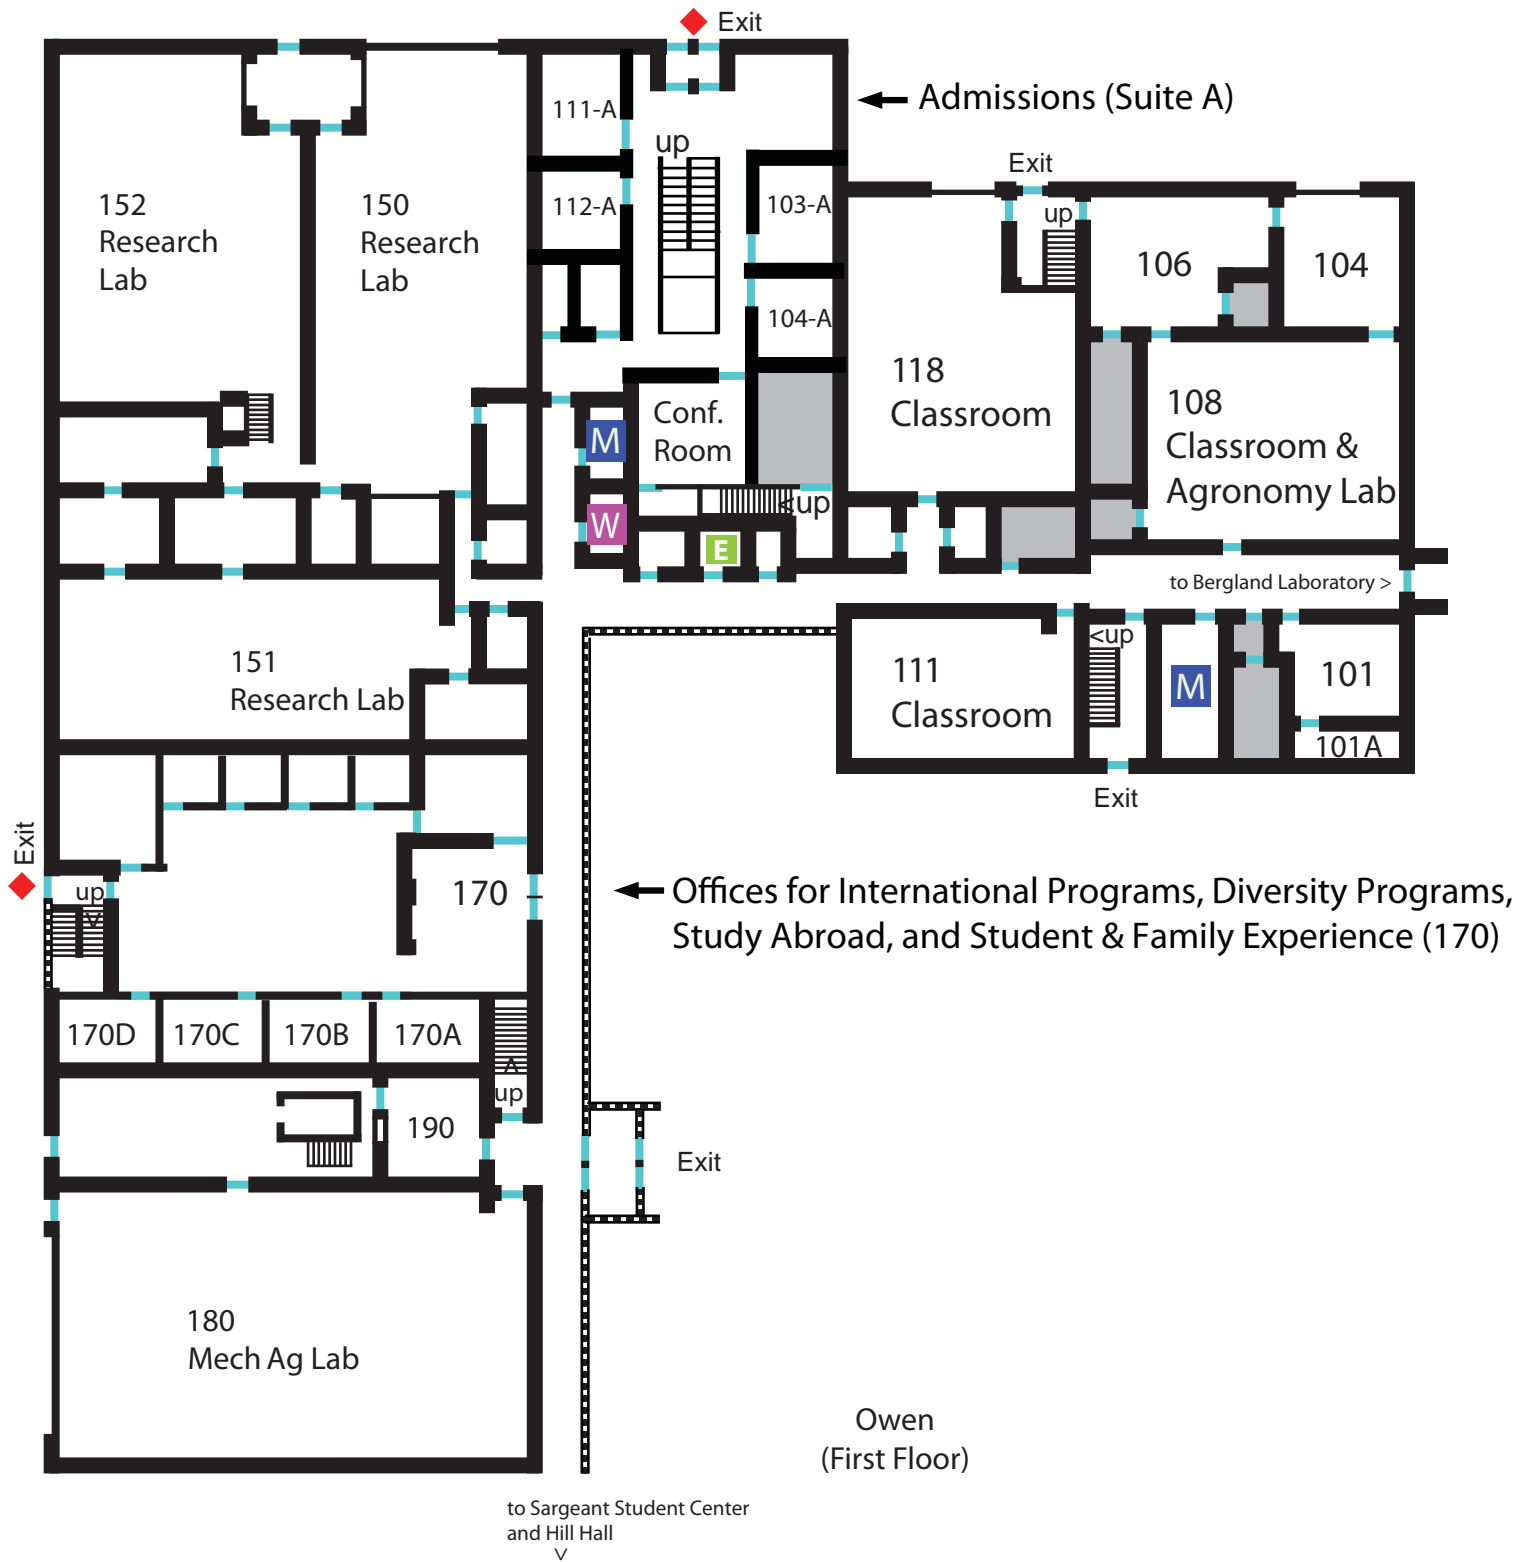 Exit
Admissions (Suite A)
111-A
up
Exit
152
Research
Lab
150
Research
Lab
112-A
103-A
up
106
104
104-A
118
Classroom
108
Classroom &
Agronomy Lab
Conf.
Room
M
W
<up
E
to Bergland Laboratory >
<up
151
Research Lab
111
Classroom
M
101
101A
Exit
Exit
up
>
170
Offices for International Programs, Diversity Programs,
Study Abroad, and Student & Family Experience (170)
170D
170C
170B
170A
>
up
190
Exit
180
Mech Ag Lab
Owen
(First Floor)
to Sargeant Student Center
and Hill Hall
>